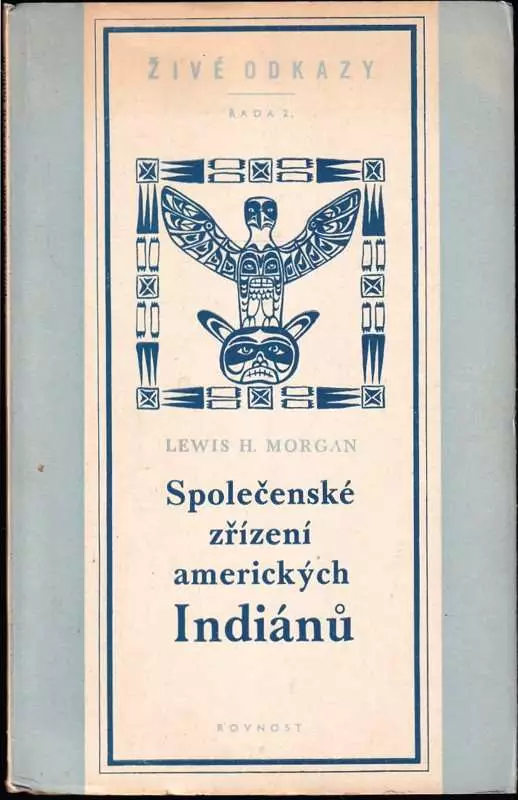 ŽIVÉ ODKAZY
ŘADA 2.
LEWIS H. MORGAN
Společenské
zřízení
amerických
Indiánů
ROVNOST